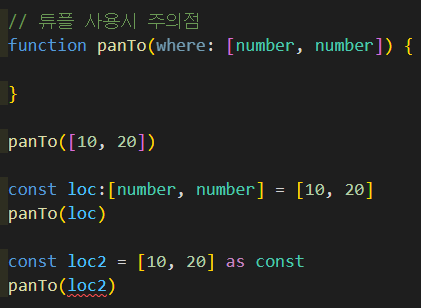 // 튜플 사용시 주의점
function panTo(where: [number, number]) {
}
panTo([10, 20])
const loc:[number, number] = [10, 20]
panTo(loc)
const loc2 = [10, 20] as const
panTo(loc2)